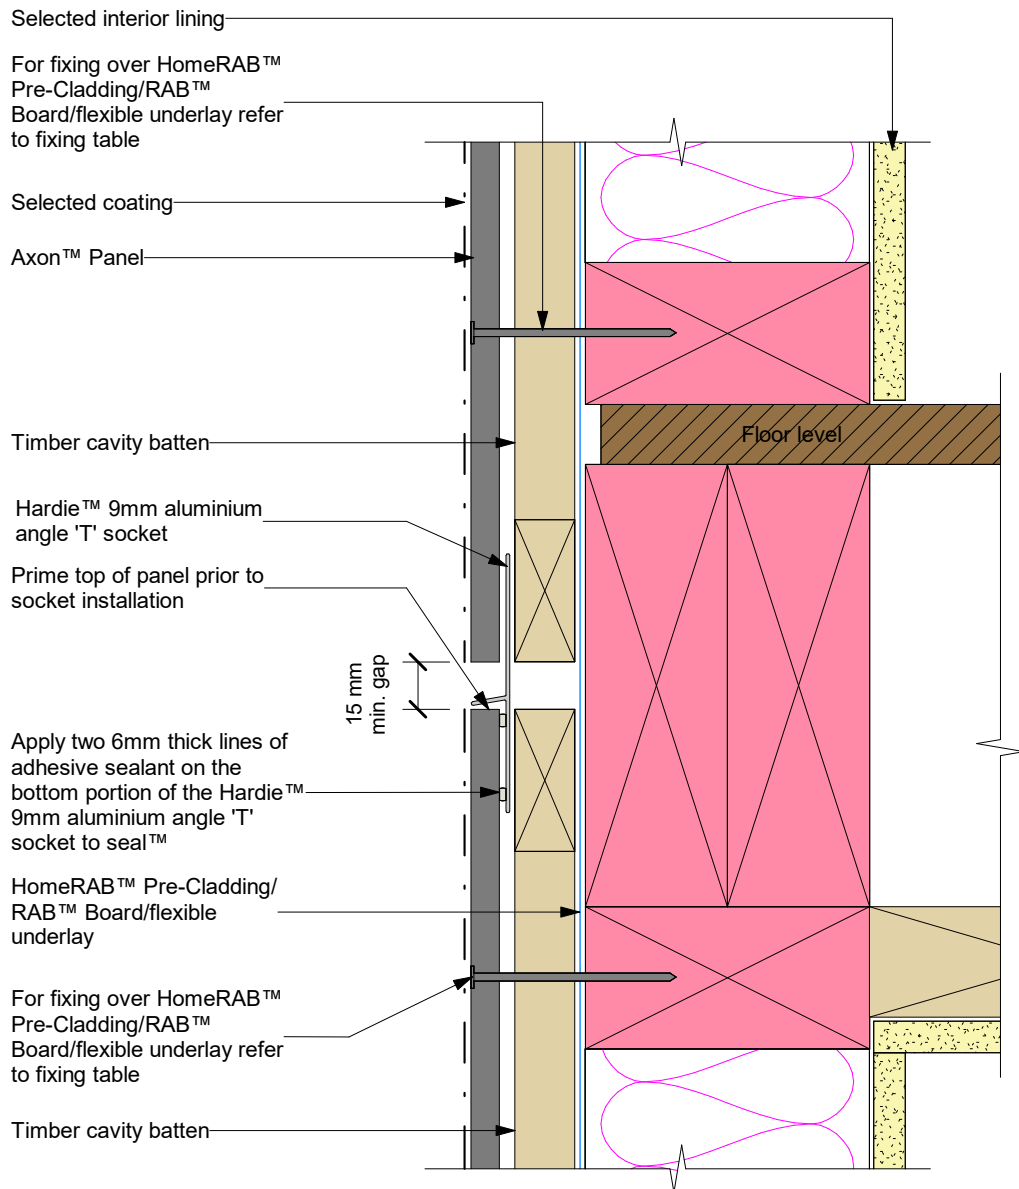 Selected interior lining
For fixing over HomeRAB™
Pre-Cladding/RAB™
Board/flexible underlay refer
to fixing table
Selected coating
Axon™ Panel
Timber cavity batten
Floor level
Hardie™ 9mm aluminium
angle 'T' socket
Prime top of panel prior to
socket installation
15 mm
min. gap
Apply two 6mm thick lines of
adhesive sealant on the
bottom portion of the Hardie™
9mm aluminium angle 'T'
socket to seal™
HomeRAB™ Pre-Cladding/
RAB™ Board/flexible
underlay
For fixing over HomeRAB™
Pre-Cladding/RAB™
Board/flexible underlay refer
to fixing table
Timber cavity batten